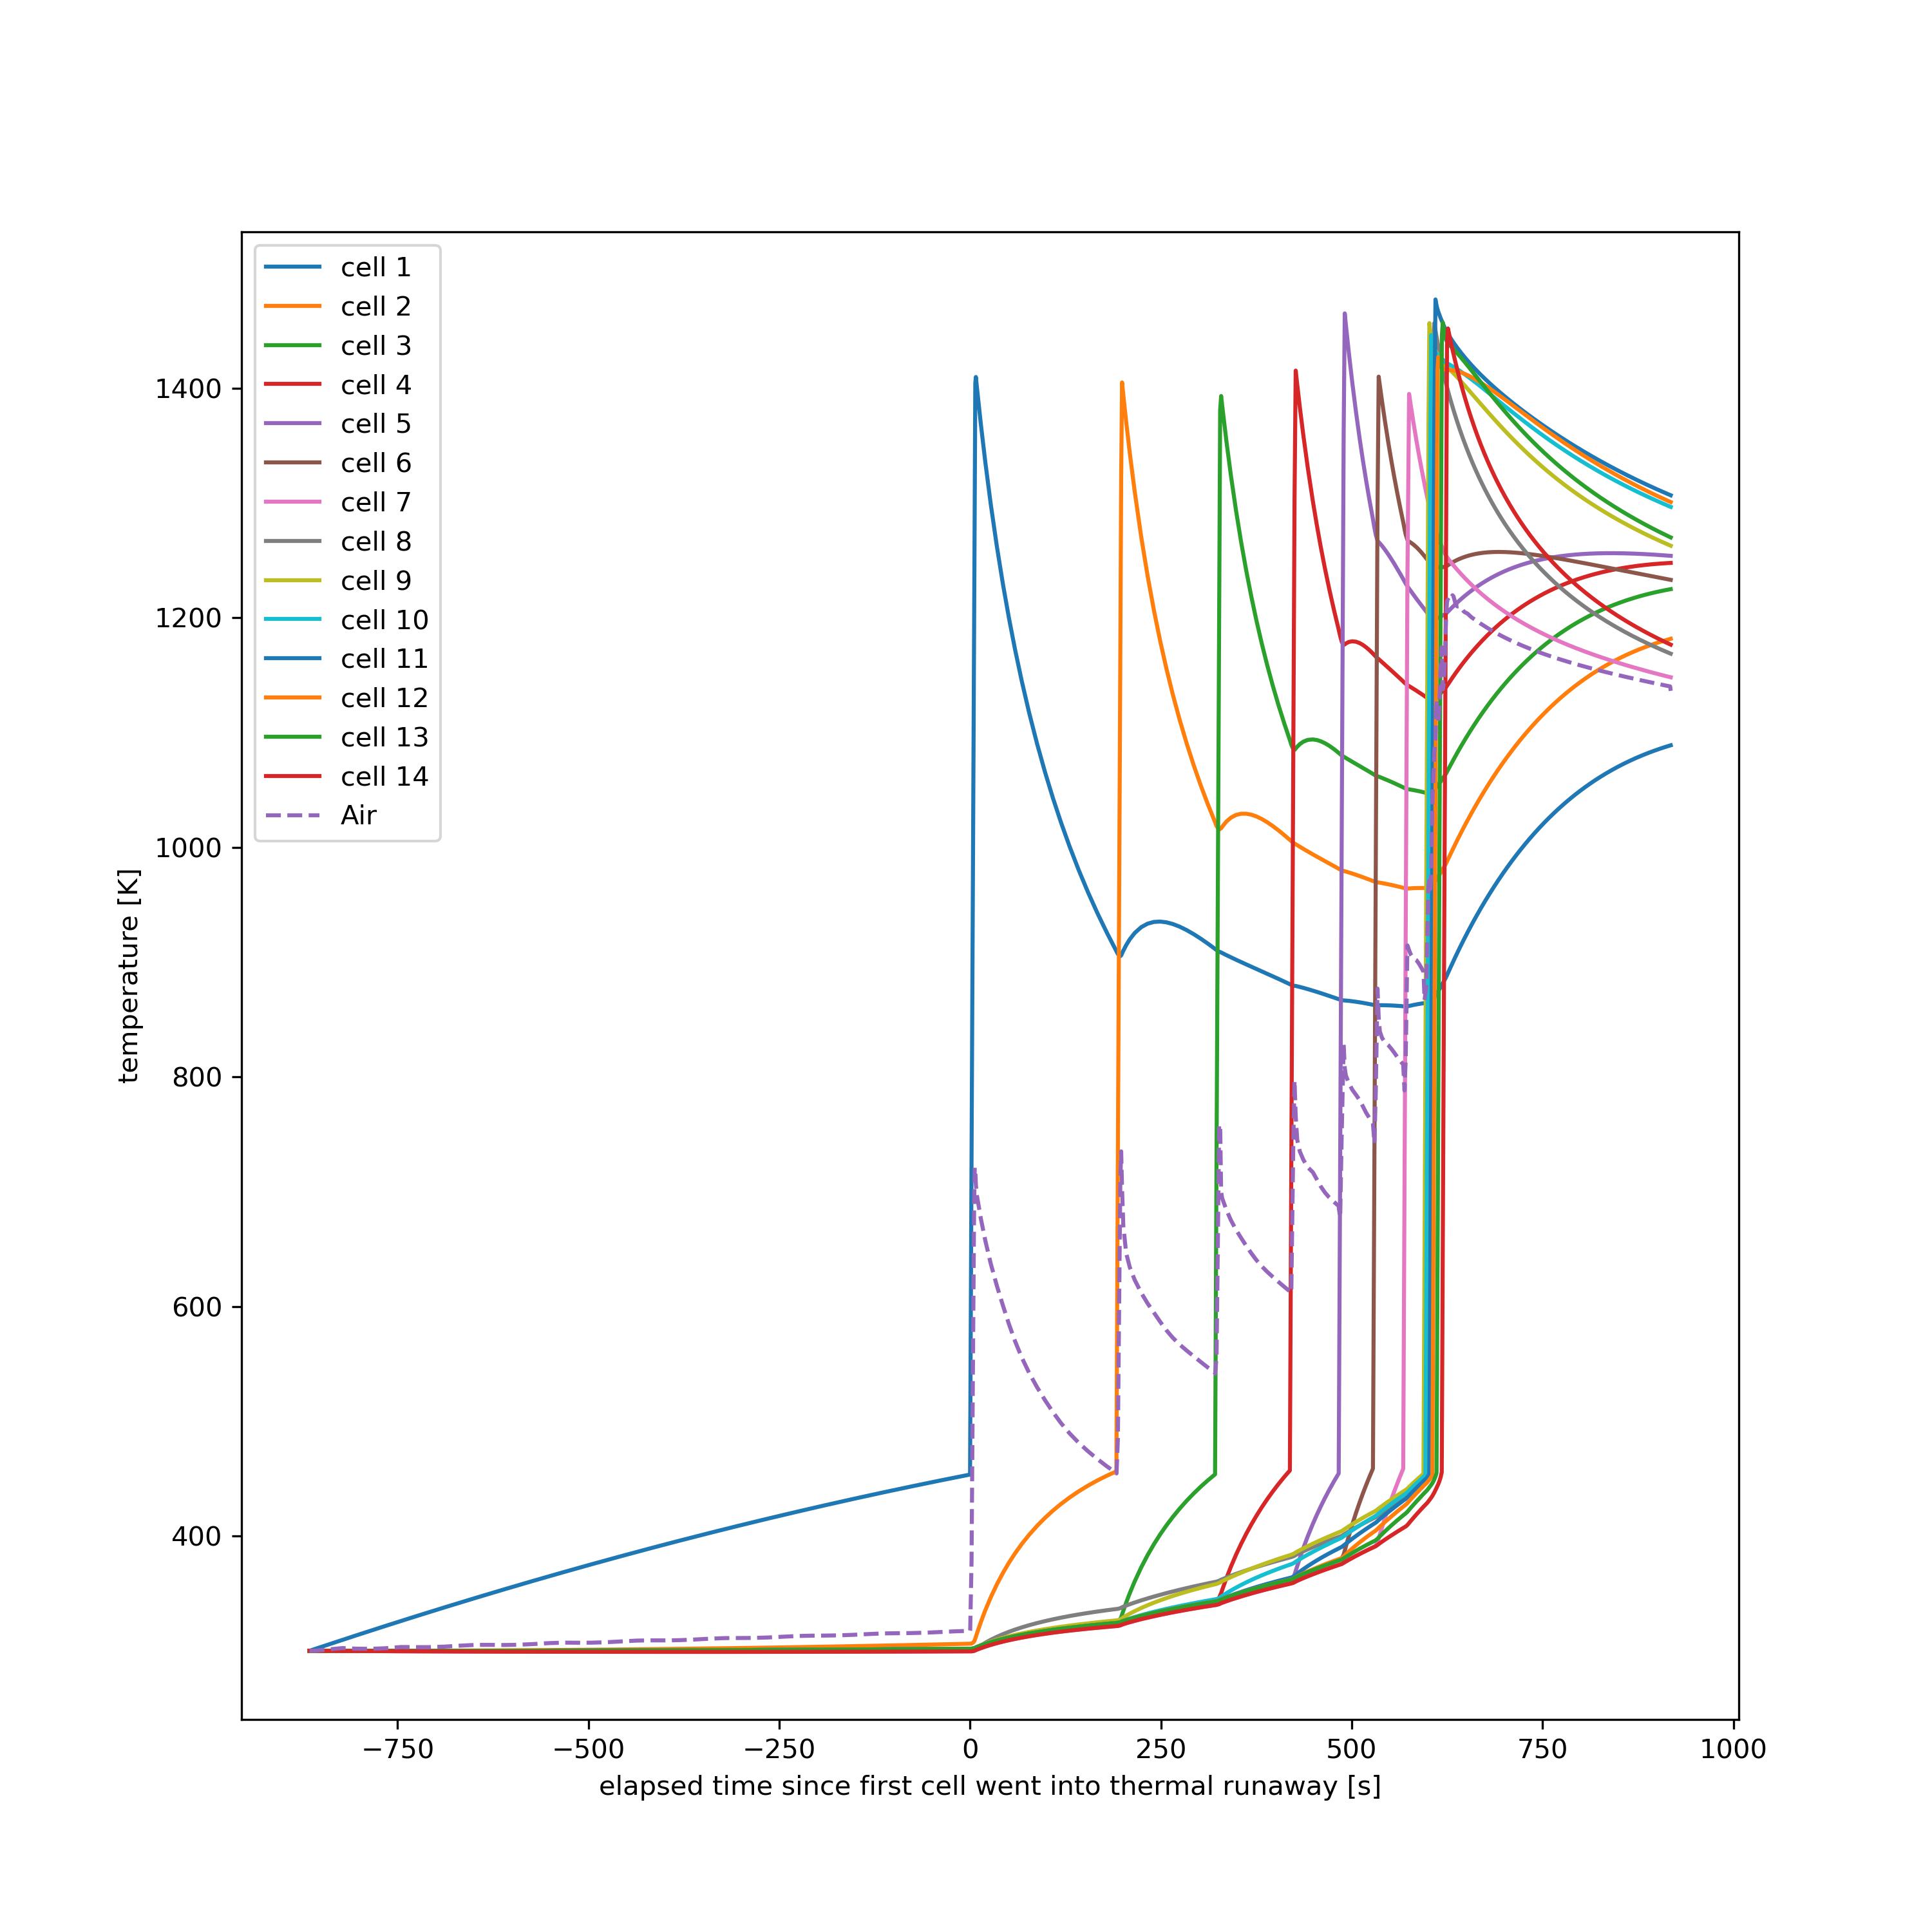 cell 1
cell 2
cell 3
cell 4
cell 5
cell 6
cell 7
cell 8
cell 9
cell 10
cell 11
cell 12
cell 13
cell 14
Air
1400
1200
1000
800
600
400
temperature [K]
−750 −500 −250 0 250 500 750 1000
elapsed time since first cell went into thermal runaway [s]